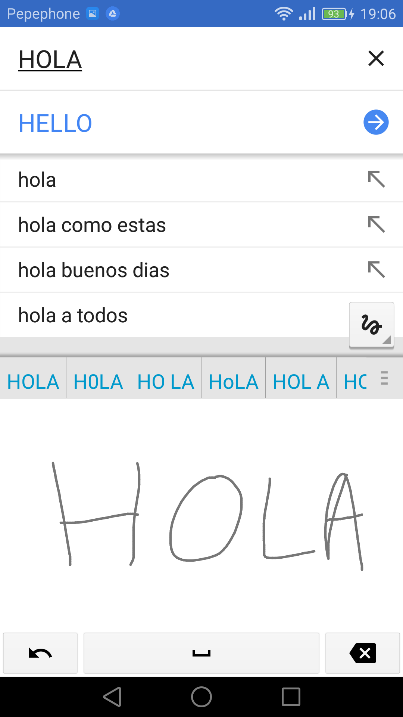 Pepephone 93 19:06
HOLA
HELLO
hola
hola como estas
hola buenos dias
hola a todos
HOLA H0LA HO LA HoLA HOL A HC
HOLA